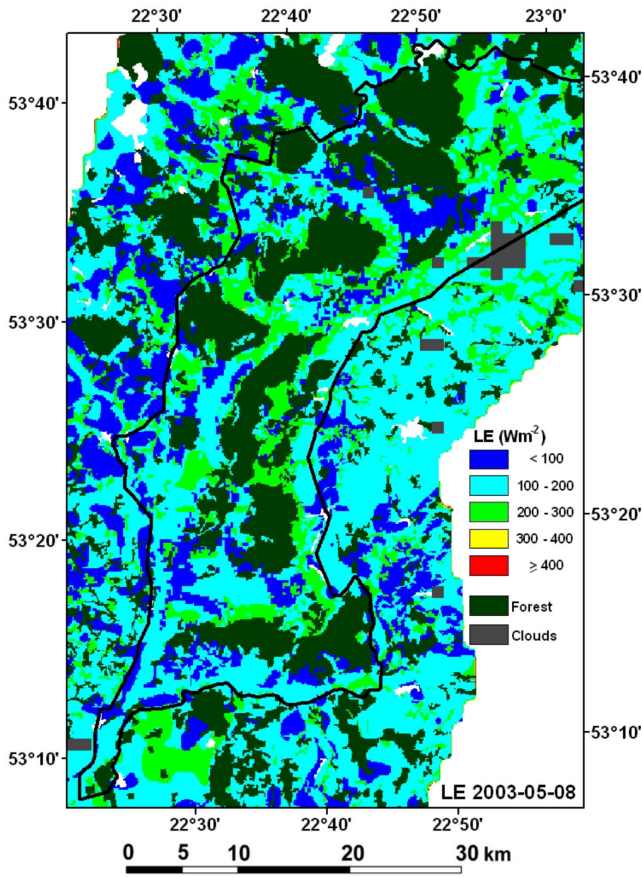 22°30' 22°40' 22°50' 23°0'
53°40' 53°40'
53°30' 53°30'
LE (Wm-2)
< 100
100 - 200
200 - 300
300 - 400
⩾ 400
Forest
Clouds
53°20' 53°20'
53°10' 53°10'
LE 2003-05-08
22°30' 22°40' 22°50'
0 5 10 20 30 km